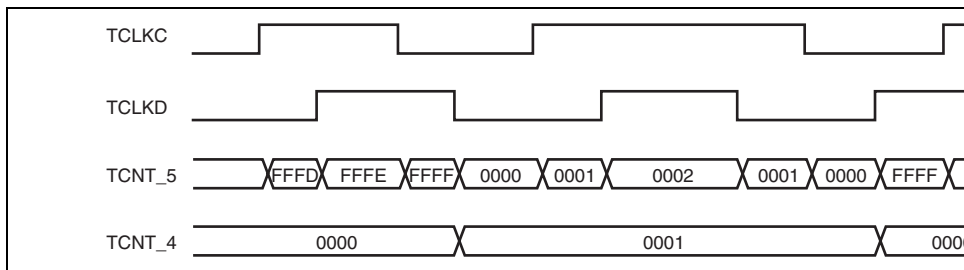 TCLKC
TCLKD
TCNT_5 FFFD FFFE FFFF 0000 0001 0002 0001 0000 FFFF
TCNT_4 0000 0001